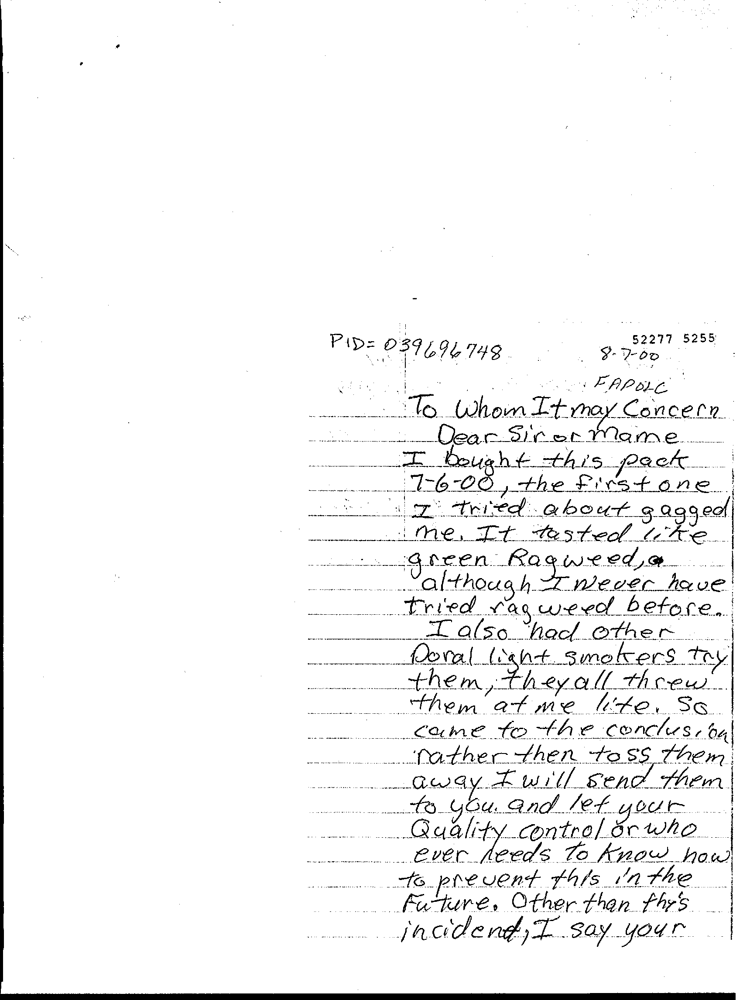 52277 5255
PID= 039696748
8-7-00
FAPOLC
To Whom It may Concern
Dear Sir or Mame
I bought this pack
7-6-00, the first one
I tried about gagged
me. It tasted like
green Ragweed,
although I Never have
tried ragweed before.
I also had other
Doral light smokers try
them, they all threw
them at me lite. So
came to the conclusion
rather then toss them
away I will send them
to you. and let your
Quality control or who
ever needs to know how
to prevent this in the
Future. Other than this
incident, I say your